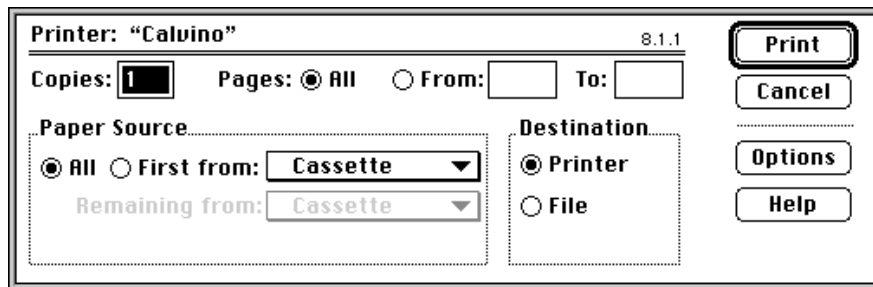 Printer: “Calvino” 8.1.1 Print
Copies: 1 Pages: All From: To: Cancel
Paper Source Destination
All First from: Cassette Printer Options
Remaining from: Cassette File Help